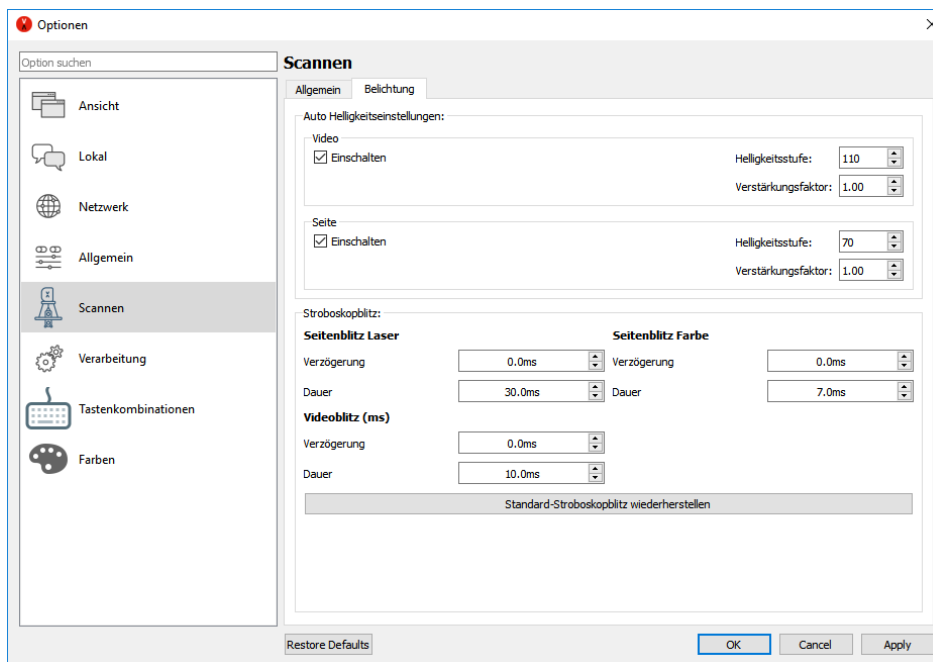 Optionen
Option suchen
Ansicht
Lokal
Netzwerk
Allgemein
Scannen
Verarbeitung
Tastenkombinationen
Farben
Scannen
Allgemein Belichtung
Auto Helligkeitseinstellungen:
Video
Einschalten Helligkeitsstufe: 110
Verstärkungsfaktor: 1.00
Seite
Einschalten Helligkeitsstufe: 70
Verstärkungsfaktor: 1.00
Stroboskopblitz:
Seitenblitz Laser Seitenblitz Farbe
Verzögerung 0.0ms Verzögerung 0.0ms
Dauer 30.0ms Dauer 7.0ms
Videoblitz (ms)
Verzögerung 0.0ms
Dauer 10.0ms
Standard-Stroboskopblitz wiederherstellen
Restore Defaults OK Cancel Apply